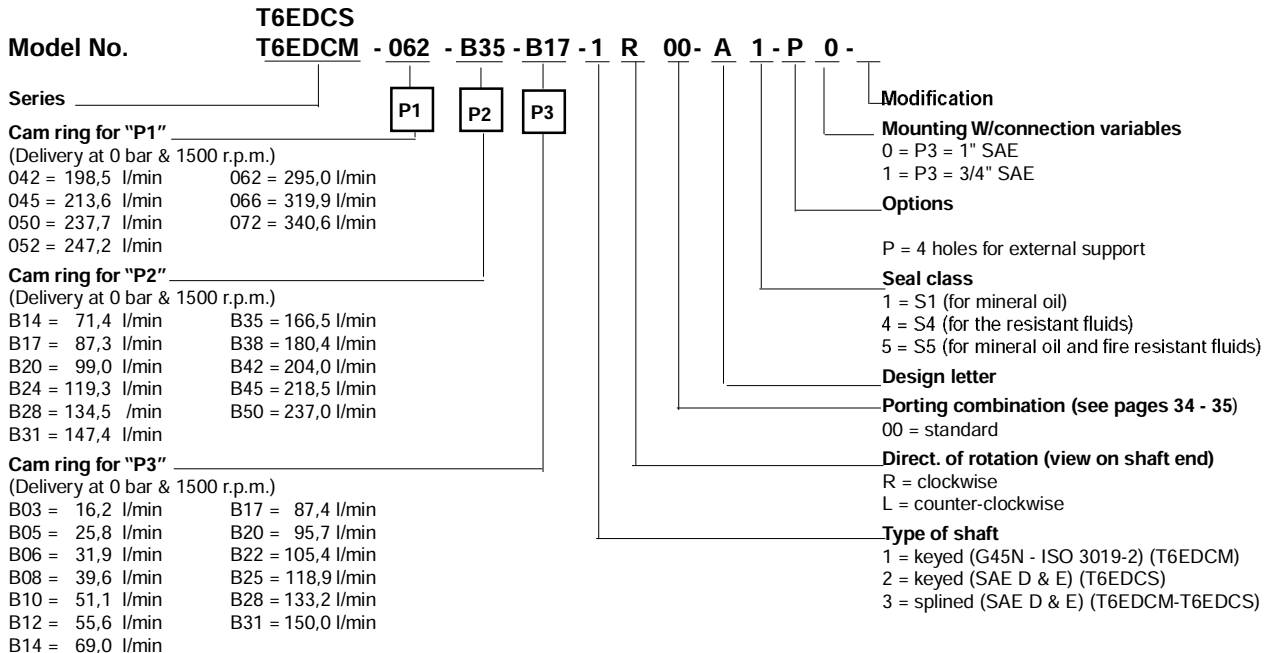 T6EDCS
Model No. T6EDCM - 062 - B35 - B17 - 1 R 00- A 1 - P 0 -
Series
P1 P2 P3
Cam ring for “P1”
(Delivery at 0 bar & 1500 r.p.m.)
042 = 198,5 l/min 062 = 295,0 l/min
045 = 213,6 l/min 066 = 319,9 l/min
050 = 237,7 l/min 072 = 340,6 l/min
052 = 247,2 l/min
Cam ring for “P2”
(Delivery at 0 bar & 1500 r.p.m.)
B14 = 71,4 l/min B35 = 166,5 l/min
B17 = 87,3 l/min B38 = 180,4 l/min
B20 = 99,0 l/min B42 = 204,0 l/min
B24 = 119,3 l/min B45 = 218,5 l/min
B28 = 134,5 /min B50 = 237,0 l/min
B31 = 147,4 l/min
Cam ring for “P3”
(Delivery at 0 bar & 1500 r.p.m.)
B03 = 16,2 l/min B17 = 87,4 l/min
B05 = 25,8 l/min B20 = 95,7 l/min
B06 = 31,9 l/min B22 = 105,4 l/min
B08 = 39,6 l/min B25 = 118,9 l/min
B10 = 51,1 l/min B28 = 133,2 l/min
B12 = 55,6 l/min B31 = 150,0 l/min
B14 = 69,0 l/min
Modification
Mounting W/connection variables
0 = P3 = 1" SAE
1 = P3 = 3/4" SAE
Options
P = 4 holes for external support
Seal class
1 = S1 (for mineral oil)
4 = S4 (for the resistant fluids)
5 = S5 (for mineral oil and fire resistant fluids)
Design letter
Porting combination (see pages 34 - 35)
00 = standard
Direct. of rotation (view on shaft end)
R = clockwise
L = counter-clockwise
Type of shaft
1 = keyed (G45N - ISO 3019-2) (T6EDCM)
2 = keyed (SAE D & E) (T6EDCS)
3 = splined (SAE D & E) (T6EDCM-T6EDCS)